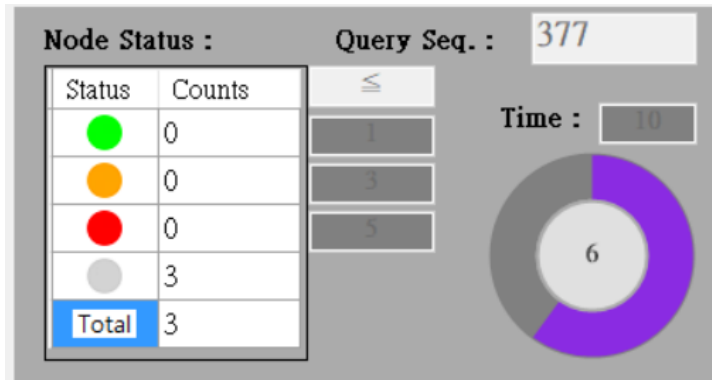 Node Status : Query Seq. : 377
Status Counts ≦
0 1
0 3
0 5
3
Total 3
Time : 10
6